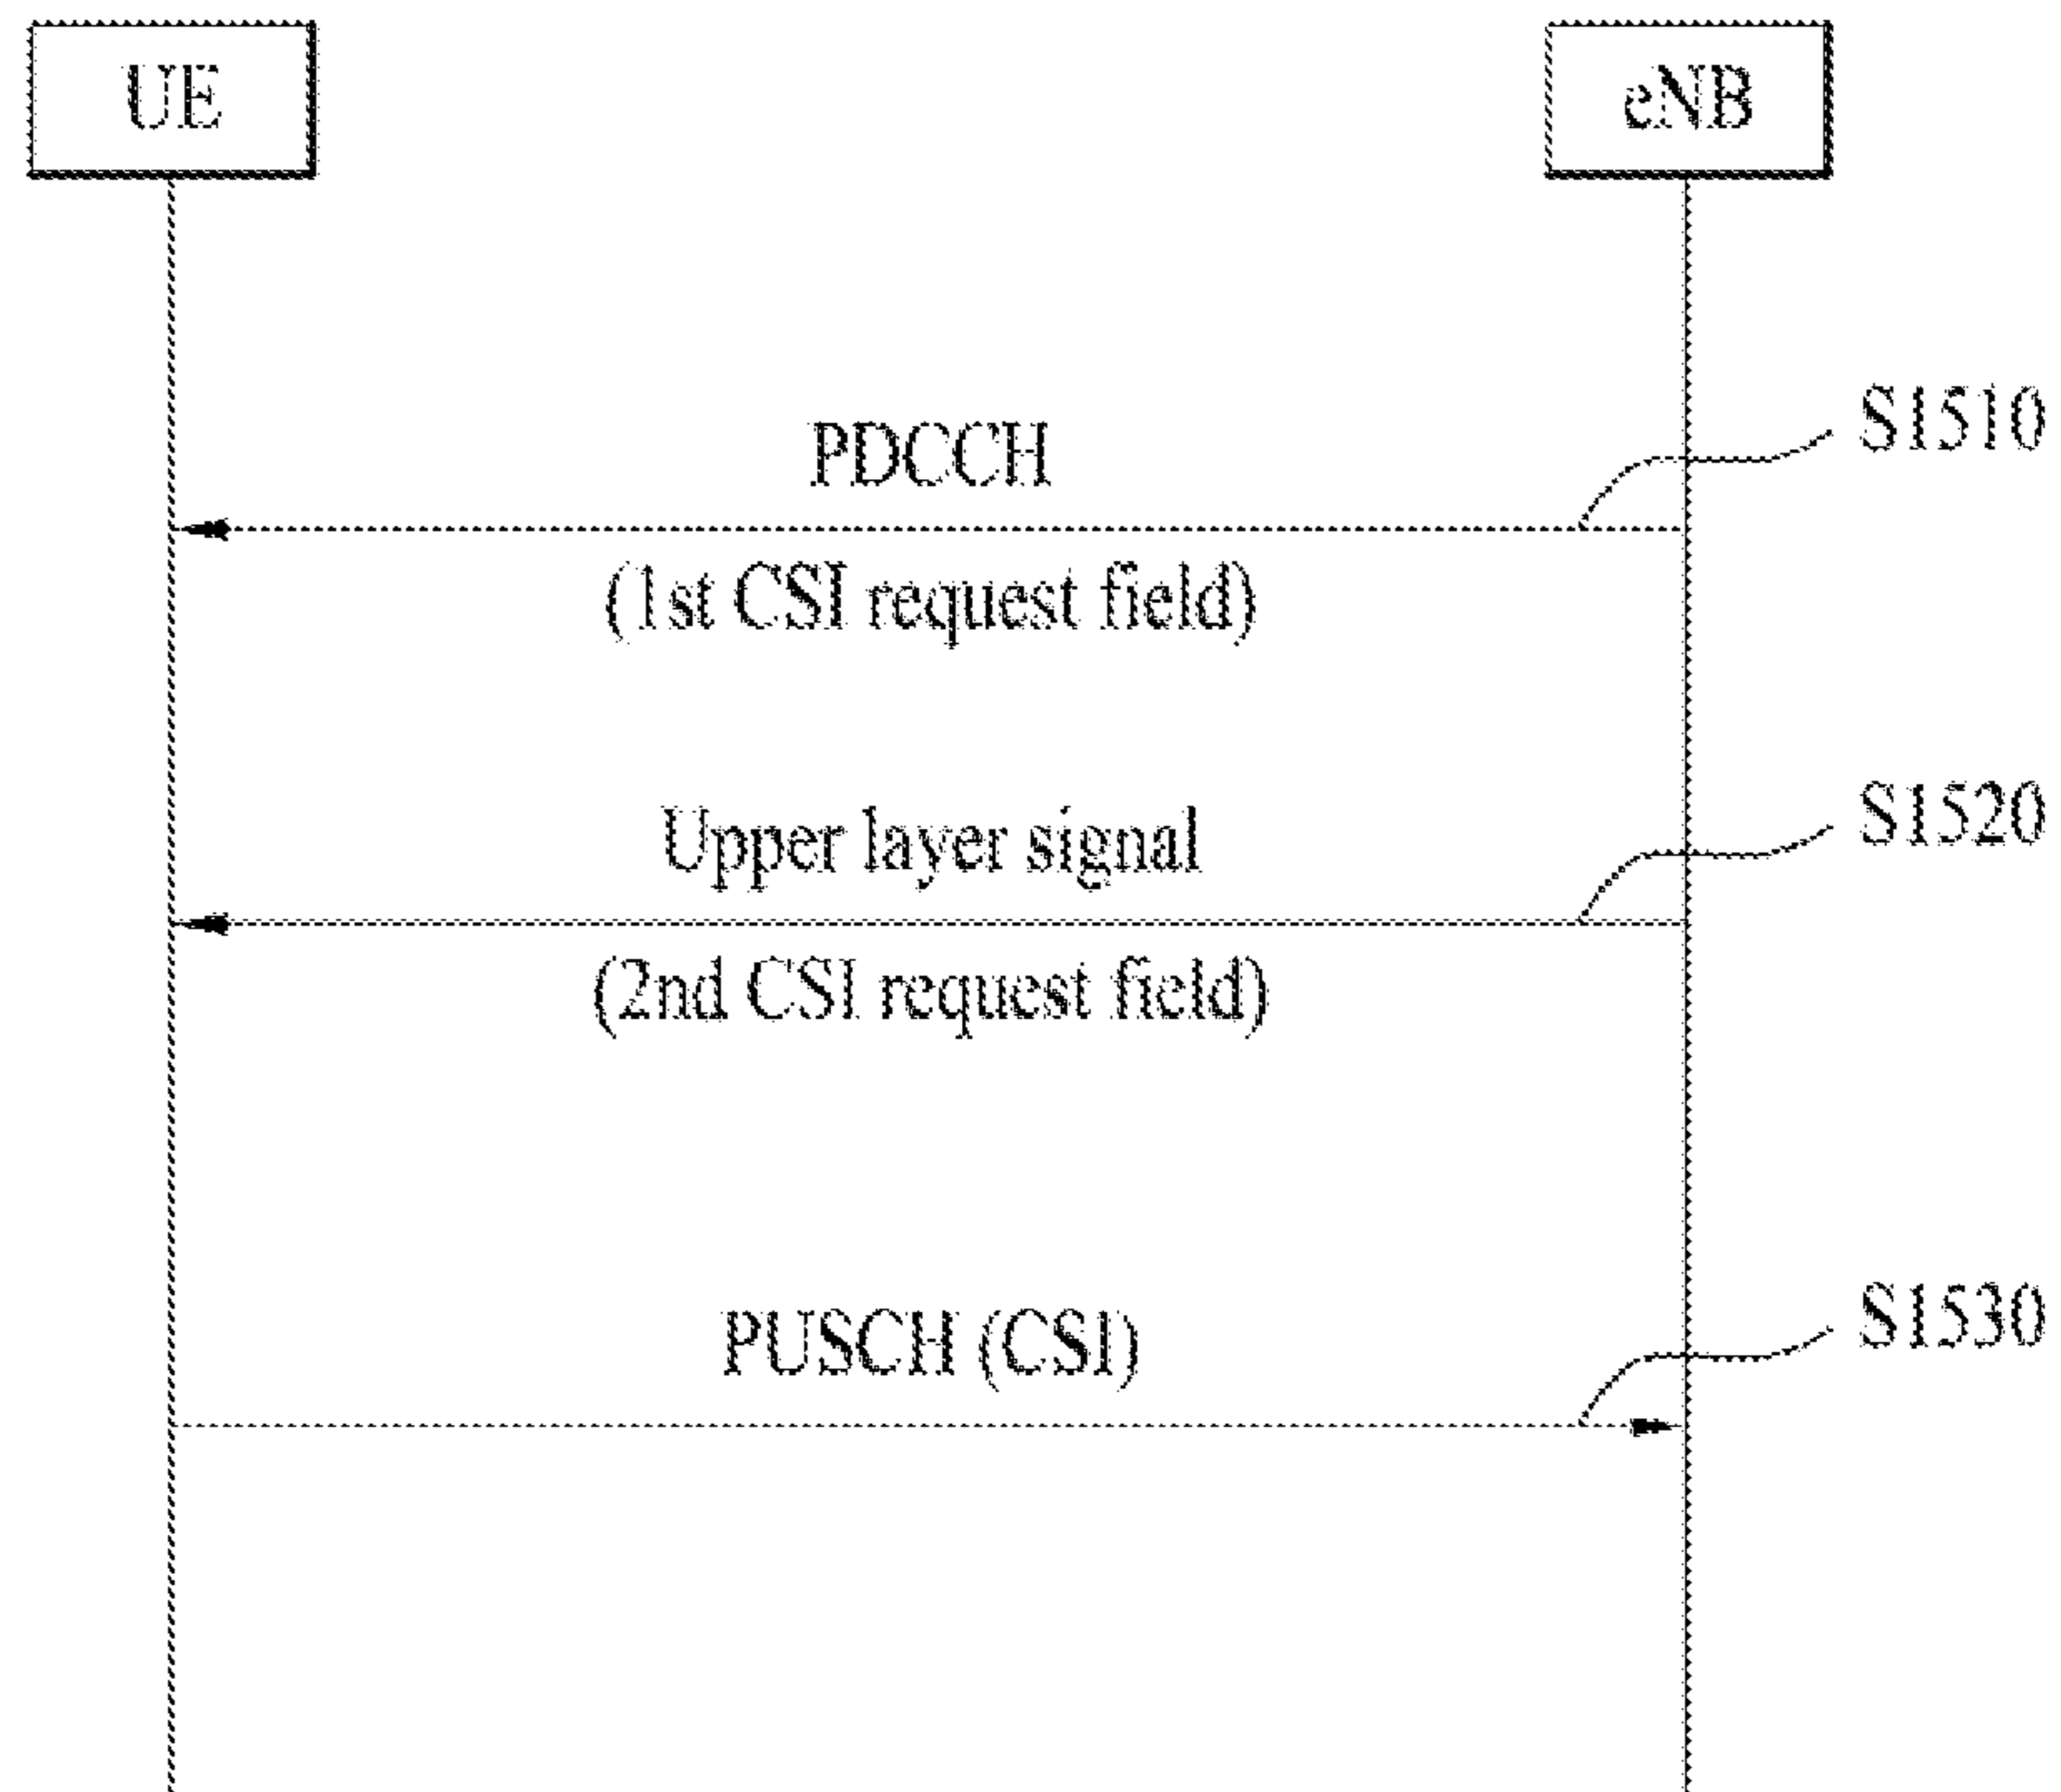 UE
eNB
S1510
PDCCH
(1st CSI request field)
S1520
Upper layer signal
(2nd CSI request field)
S1530
PUSCH (CSI)